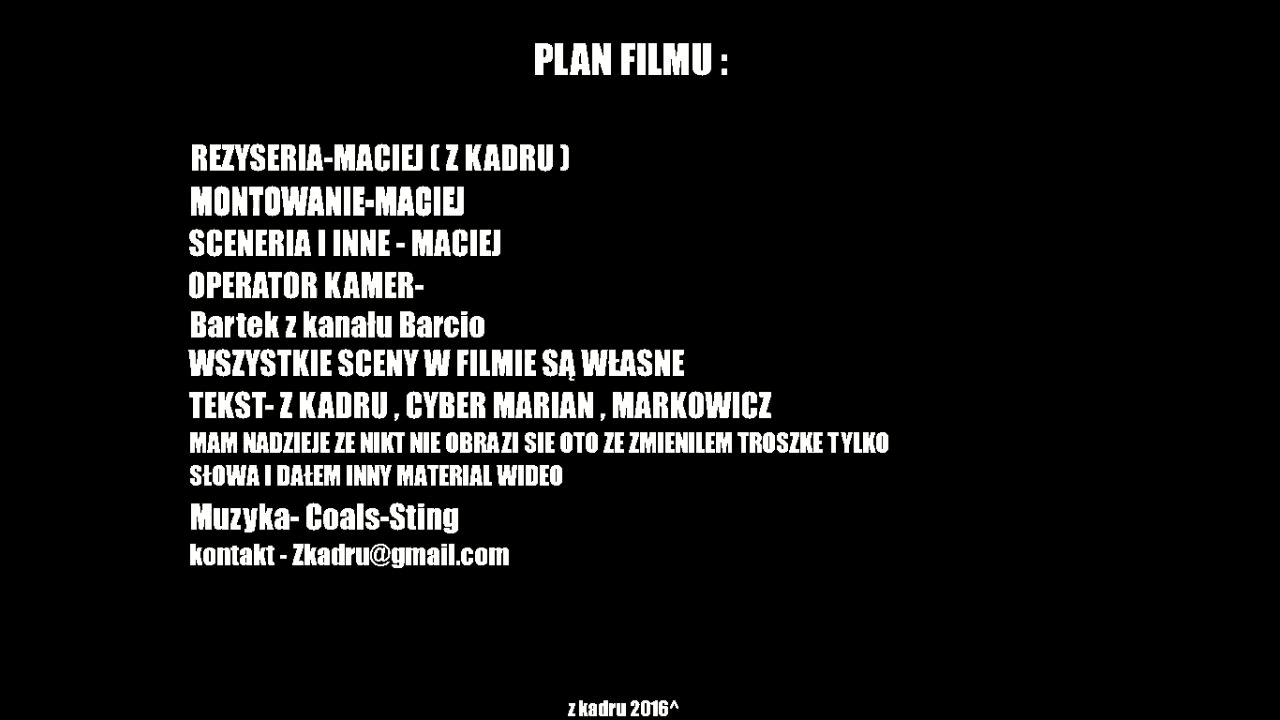 PLAN FILMU :
REZYSERIA-MACIEJ ( Z KADRU )
MONTOWANIE-MACIEJ
SCENERIA I INNE - MACIEJ
OPERATOR KAMER-
Bartek z kanału Barcio
WSZYSTKIE SCENY W FILMIE SĄ WŁASNE
TEKST- Z KADRU , CYBER MARIAN , MARKOWICZ
MAM NADZIEJE ZE NIKT NIE OBRAZI SIE OTO ZE ZMIENILEM TROSZKE TYLKO
SŁOWA I DAŁEM INNY MATERIAL WIDEO
Muzyka- Coals-Sting
kontakt - Zkadru@gmail.com
z kadru 2016^